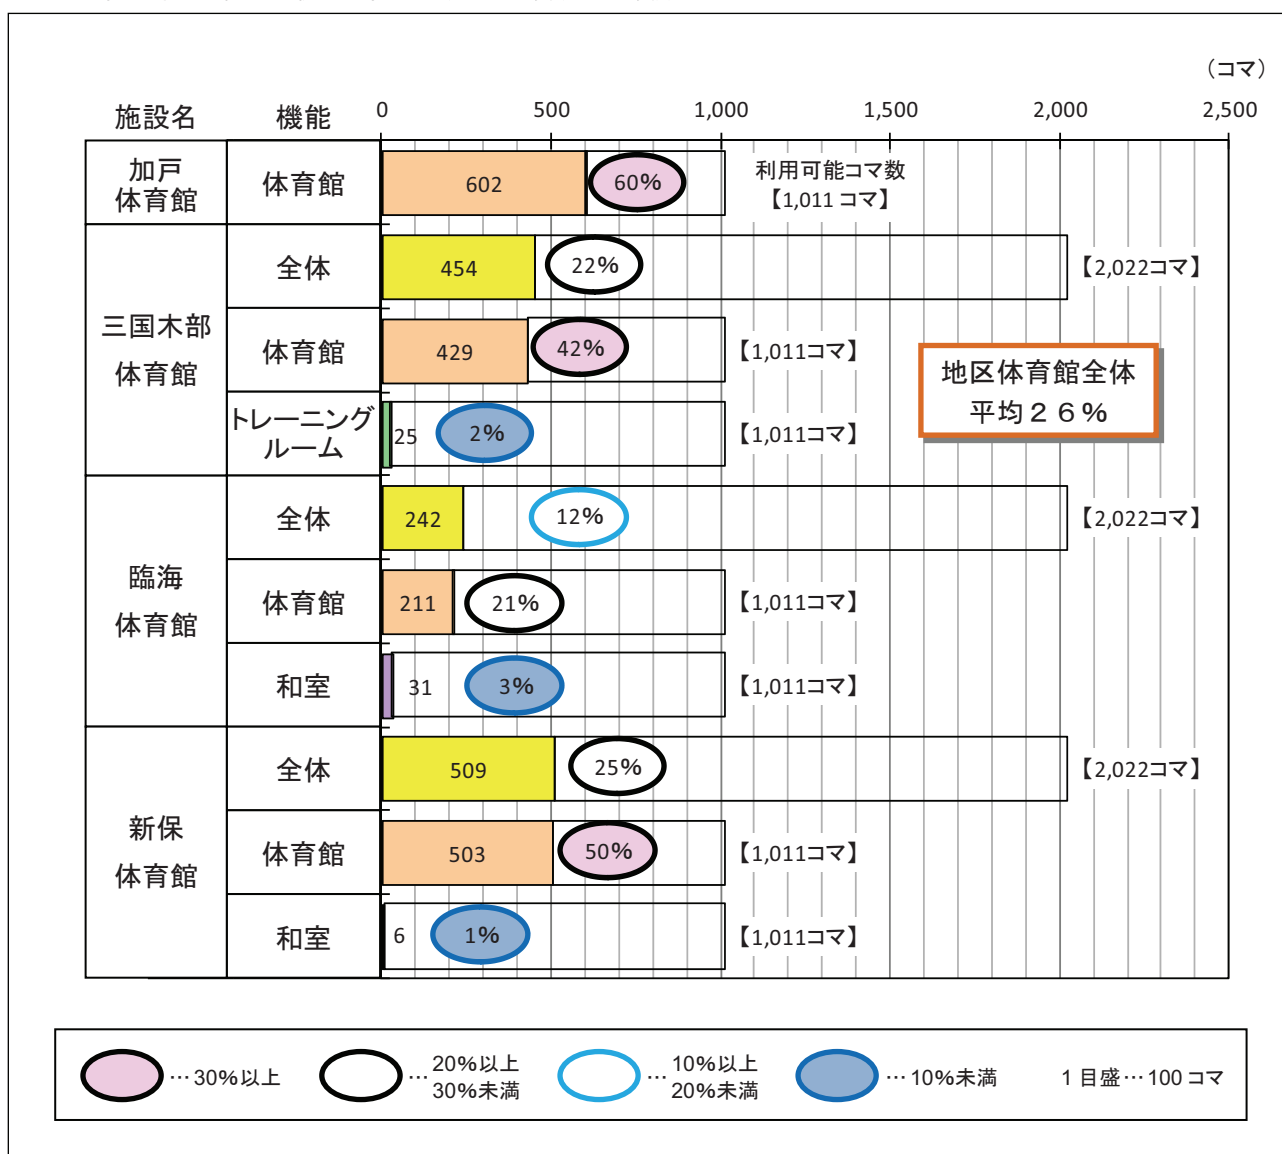 （コマ）
施設名 機能 0 500 1,000 1,500 2,000 2,500
加戸
体育館
体育館
602
60%
利用可能コマ数
【1,011 コマ】
三国木部
体育館
全体
454
22%
【2,022コマ】
体育館
429
42%
【1,011コマ】
トレーニング
ルーム
25
2%
【1,011コマ】
地区体育館全体
平均２６％
臨海
体育館
全体
242
12%
【2,022コマ】
体育館
211
21%
【1,011コマ】
和室
31
3%
【1,011コマ】
新保
体育館
全体
509
25%
【2,022コマ】
体育館
503
50%
【1,011コマ】
和室
6
1%
【1,011コマ】
…30%以上
…20%以上
30%未満
…10%以上
20%未満
…10%未満
1 目盛…100 コマ